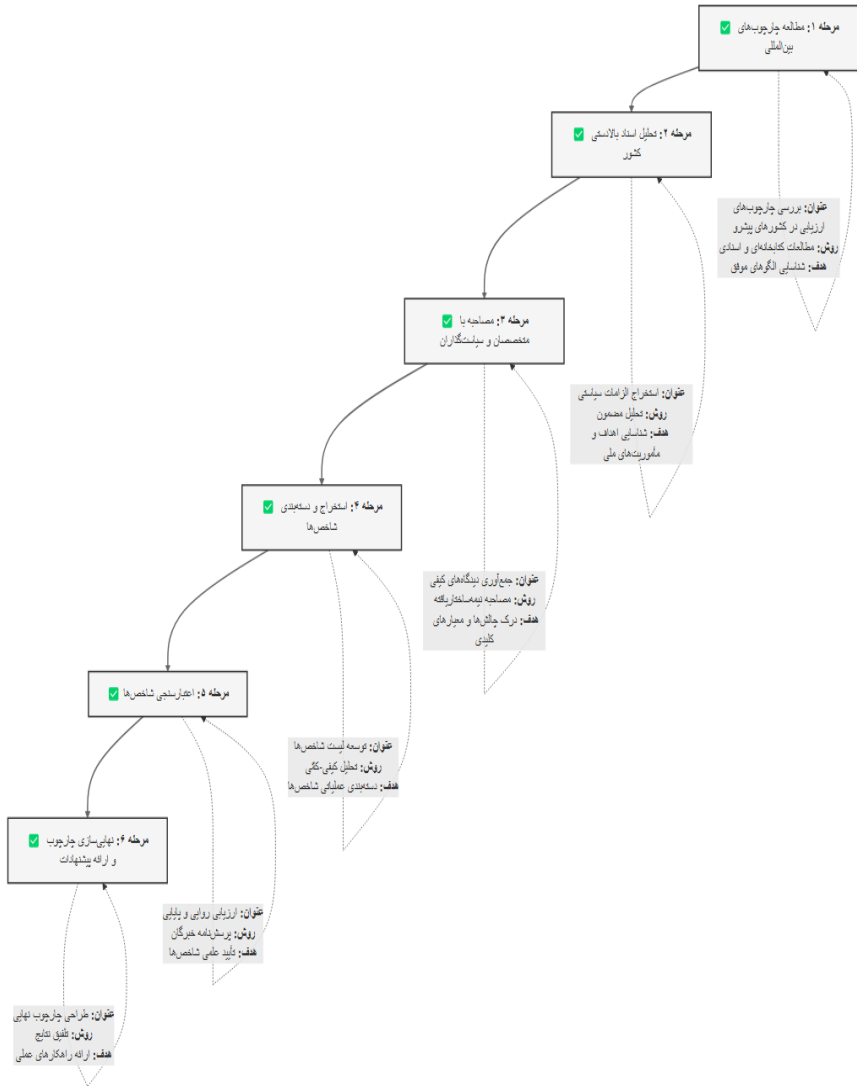 مرحله ۱: مطالعه چارچوب‌های ✅
بین‌المللی
عنوان: بررسی چارچوب‌های
ارزیابی در کشورهای پیشرو
روش: مطالعات کتابخانه‌ای و اسنادی
هدف: شناسایی الگوهای موفق
مرحله ۲: تحلیل اسناد بالادستی ✅
کشور
عنوان: استخراج الزامات سیاستی
روش: تحلیل مضمون
هدف: شناسایی اهداف و
مأموریت‌های ملی
مرحله ۳: مصاحبه با ✅
متخصصان و سیاست‌گذاران
عنوان: جمع‌آوری دیدگاه‌های کیفی
روش: مصاحبه نیمه‌ساختاریافته
هدف: درک چالش‌ها و معیارهای
کلیدی
مرحله ۴: استخراج و دسته‌بندی ✅
شاخص‌ها
عنوان: توسعه لیست شاخص‌ها
روش: تحلیل کیفی-کمّی
هدف: دسته‌بندی عملیاتی شاخص‌ها
مرحله ۵: اعتبارسنجی شاخص‌ها ✅
عنوان: ارزیابی روایی و پایایی
روش: پرسش‌نامه خبرگان
هدف: تأیید علمی شاخص‌ها
مرحله ۶: نهایی‌سازی چارچوب ✅
و ارائه پیشنهادات
عنوان: طراحی چارچوب نهایی
روش: تلفیق نتایج
هدف: ارائه راهکارهای عملی